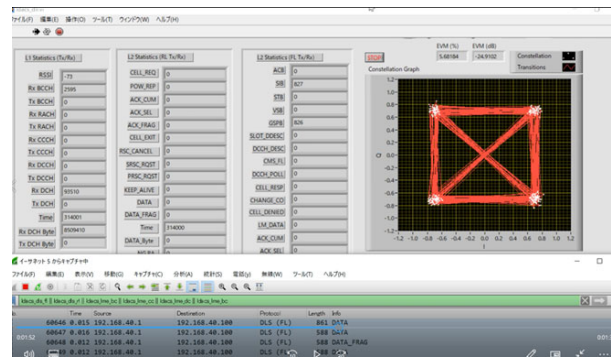 ファイル(F) 編集(E) 操作(O) ツール(T) ウィンドウ(W) ヘルプ(H)
L1 Statistics (Tx/Rx)
RSSI -73
Rx BCCH 2595
Tx BCCH 0
Rx RACH 0
Tx RACH 0
Rx CCCH 0
Tx CCCH 0
Rx DCCH 0
Tx DCCH 0
Rx DCH 93510
Tx DCH 0
Time 314001
Rx DCH Byte 8509410
Tx DCH Byte 0
L2 Statistics (RL Tx/Rx)
CELL_REQ 0
POW_REP 0
ACK_CUM 0
ACK_SEL 0
ACK_FRAG 0
CELL_EXIT 0
RSC_CANCEL 0
SRSC_RQST 0
PRSC_RQST 0
KEEP_ALIVE 0
DATA 0
DATA_FRAG 0
Time 314000
DATA_Byte 0
L2 Statistics (FL Tx/Rx)
ACB 0
SIB 827
STB 0
VSB 0
GSPB 826
SLOT_DDESC 0
DCCH_DESC 0
CMS_FL 0
DCCH_POLL 0
CELL_RESP 0
CHANGE_CO 0
CELL_DENIED 0
LM_DATA 0
ACK_CUM 0
ACK_SEL 0
STOP
EVM (%) EVM (dB)
5.68184 -24.9102
Constellation
Transitions
Constellation Graph
1.2
1.0
0.8
0.6
0.4
0.2
0.0
-0.2
-0.4
-0.6
-0.8
-1.0
-1.2
Q
-1.2 -1.0 -0.8 -0.6 -0.4 -0.2 0.0 0.2 0.4 0.6 0.8 1.0 1.2
I
イーサネット 5 からキャプチャ中
ファイル(F) 編集(E) 表示(V) 移動(G) キャプチャ(C) 分析(A) 統計(S) 電話(y) 無線(W) ツール(T) ヘルプ(H)
Time Source Destination Protocol Length Info
60646 0.015 192.168.40.1 192.168.40.100 DLS (FL) 861 DATA
60647 0.016 192.168.40.1 192.168.40.100 DLS (FL) 588 DATA
60648 0.013 192.168.40.1 192.168.40.100 DLS (FL) 588 DATA_FRAG
0.012 192.168.40.1 192.168.40.100 DLS (FL)
0:01:52